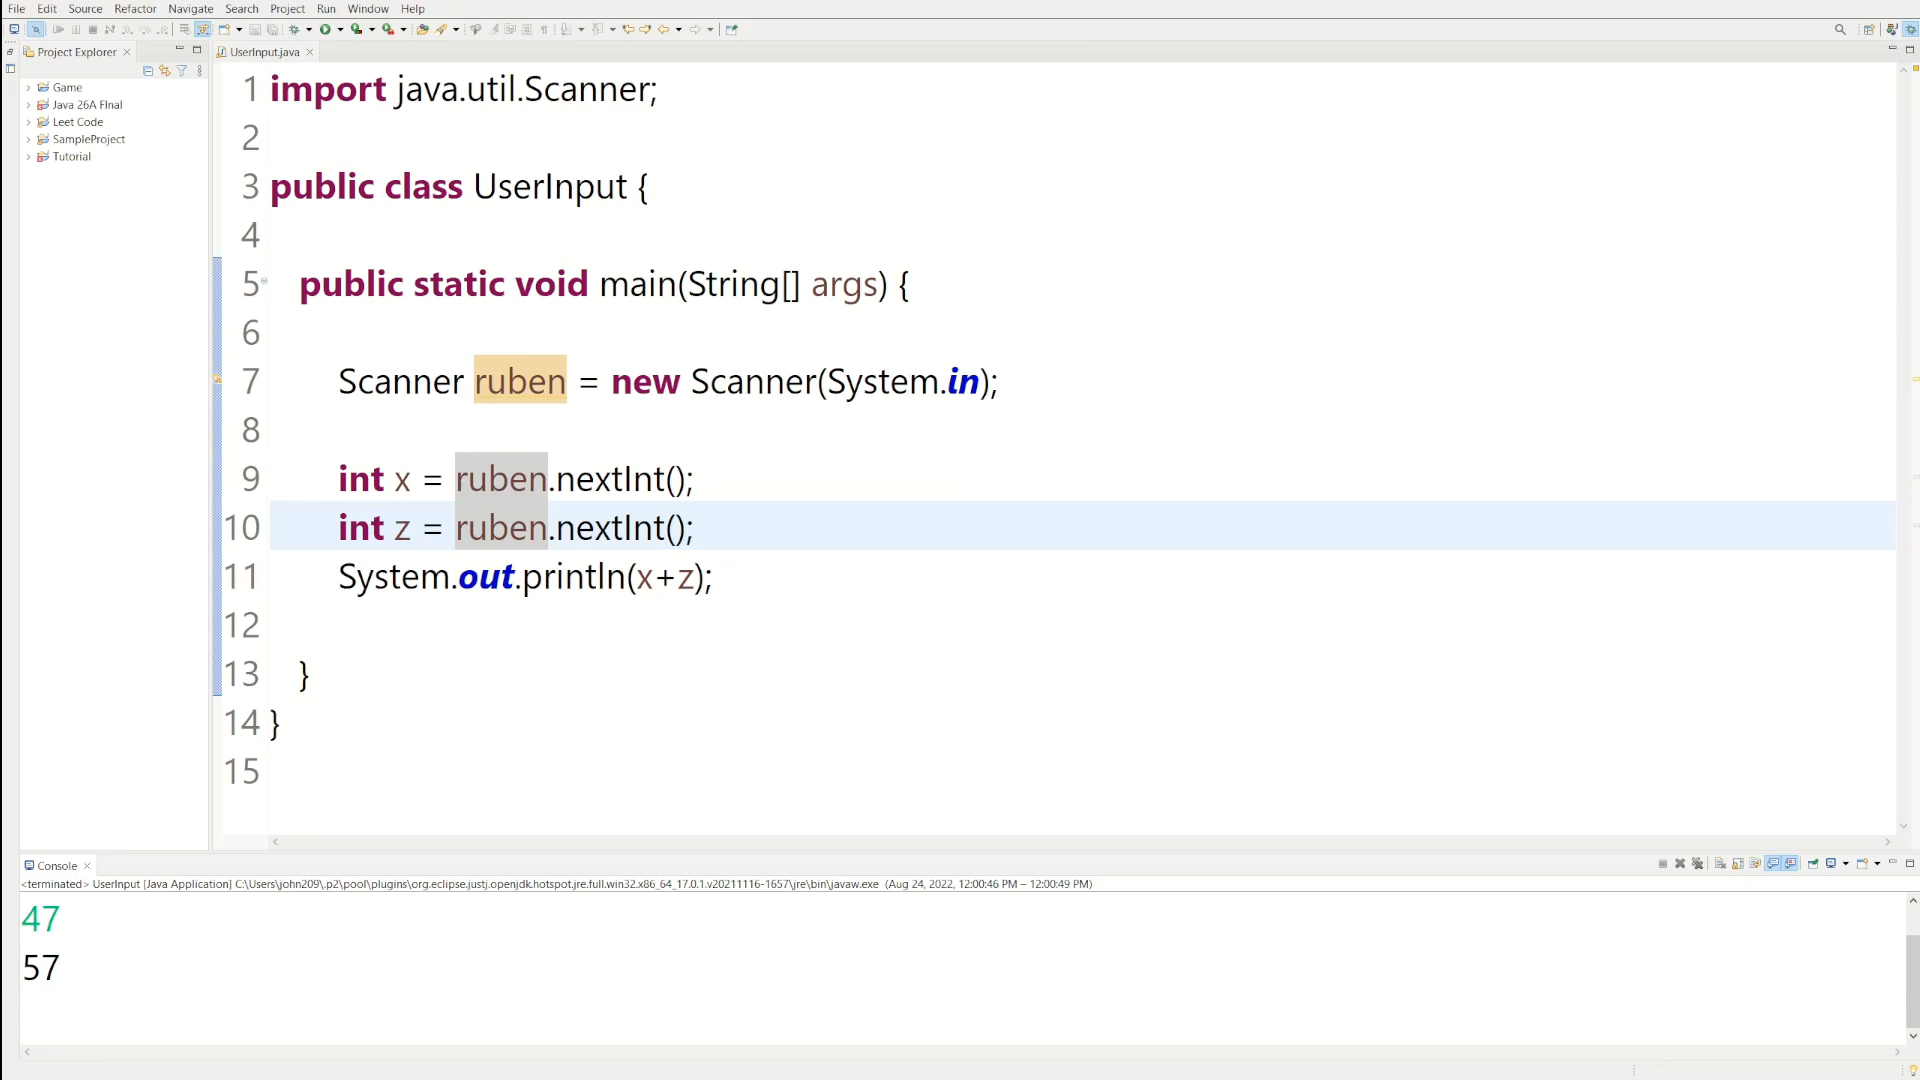 File Edit Source Refactor Navigate Search Project Run Window Help
Project Explorer
Game
Java 26A FInal
Leet Code
SampleProject
Tutorial
UserInput.java
1 import java.util.Scanner;
2
3 public class UserInput {
4
5 public static void main(String[] args) {
6
7 Scanner ruben = new Scanner(System.in);
8
9 int x = ruben.nextInt();
10 int z = ruben.nextInt();
11 System.out.println(x+z);
12
13 }
14 }
15
Console
<terminated> UserInput [Java Application] C:\Users\john209\.p2\pool\plugins\org.eclipse.justj.openjdk.hotspot.jre.full.win32.x86_64_17.0.1.v20211116-1657\jre\bin\javaw.exe (Aug 24, 2022, 12:00:46 PM – 12:00:49 PM)
47
57